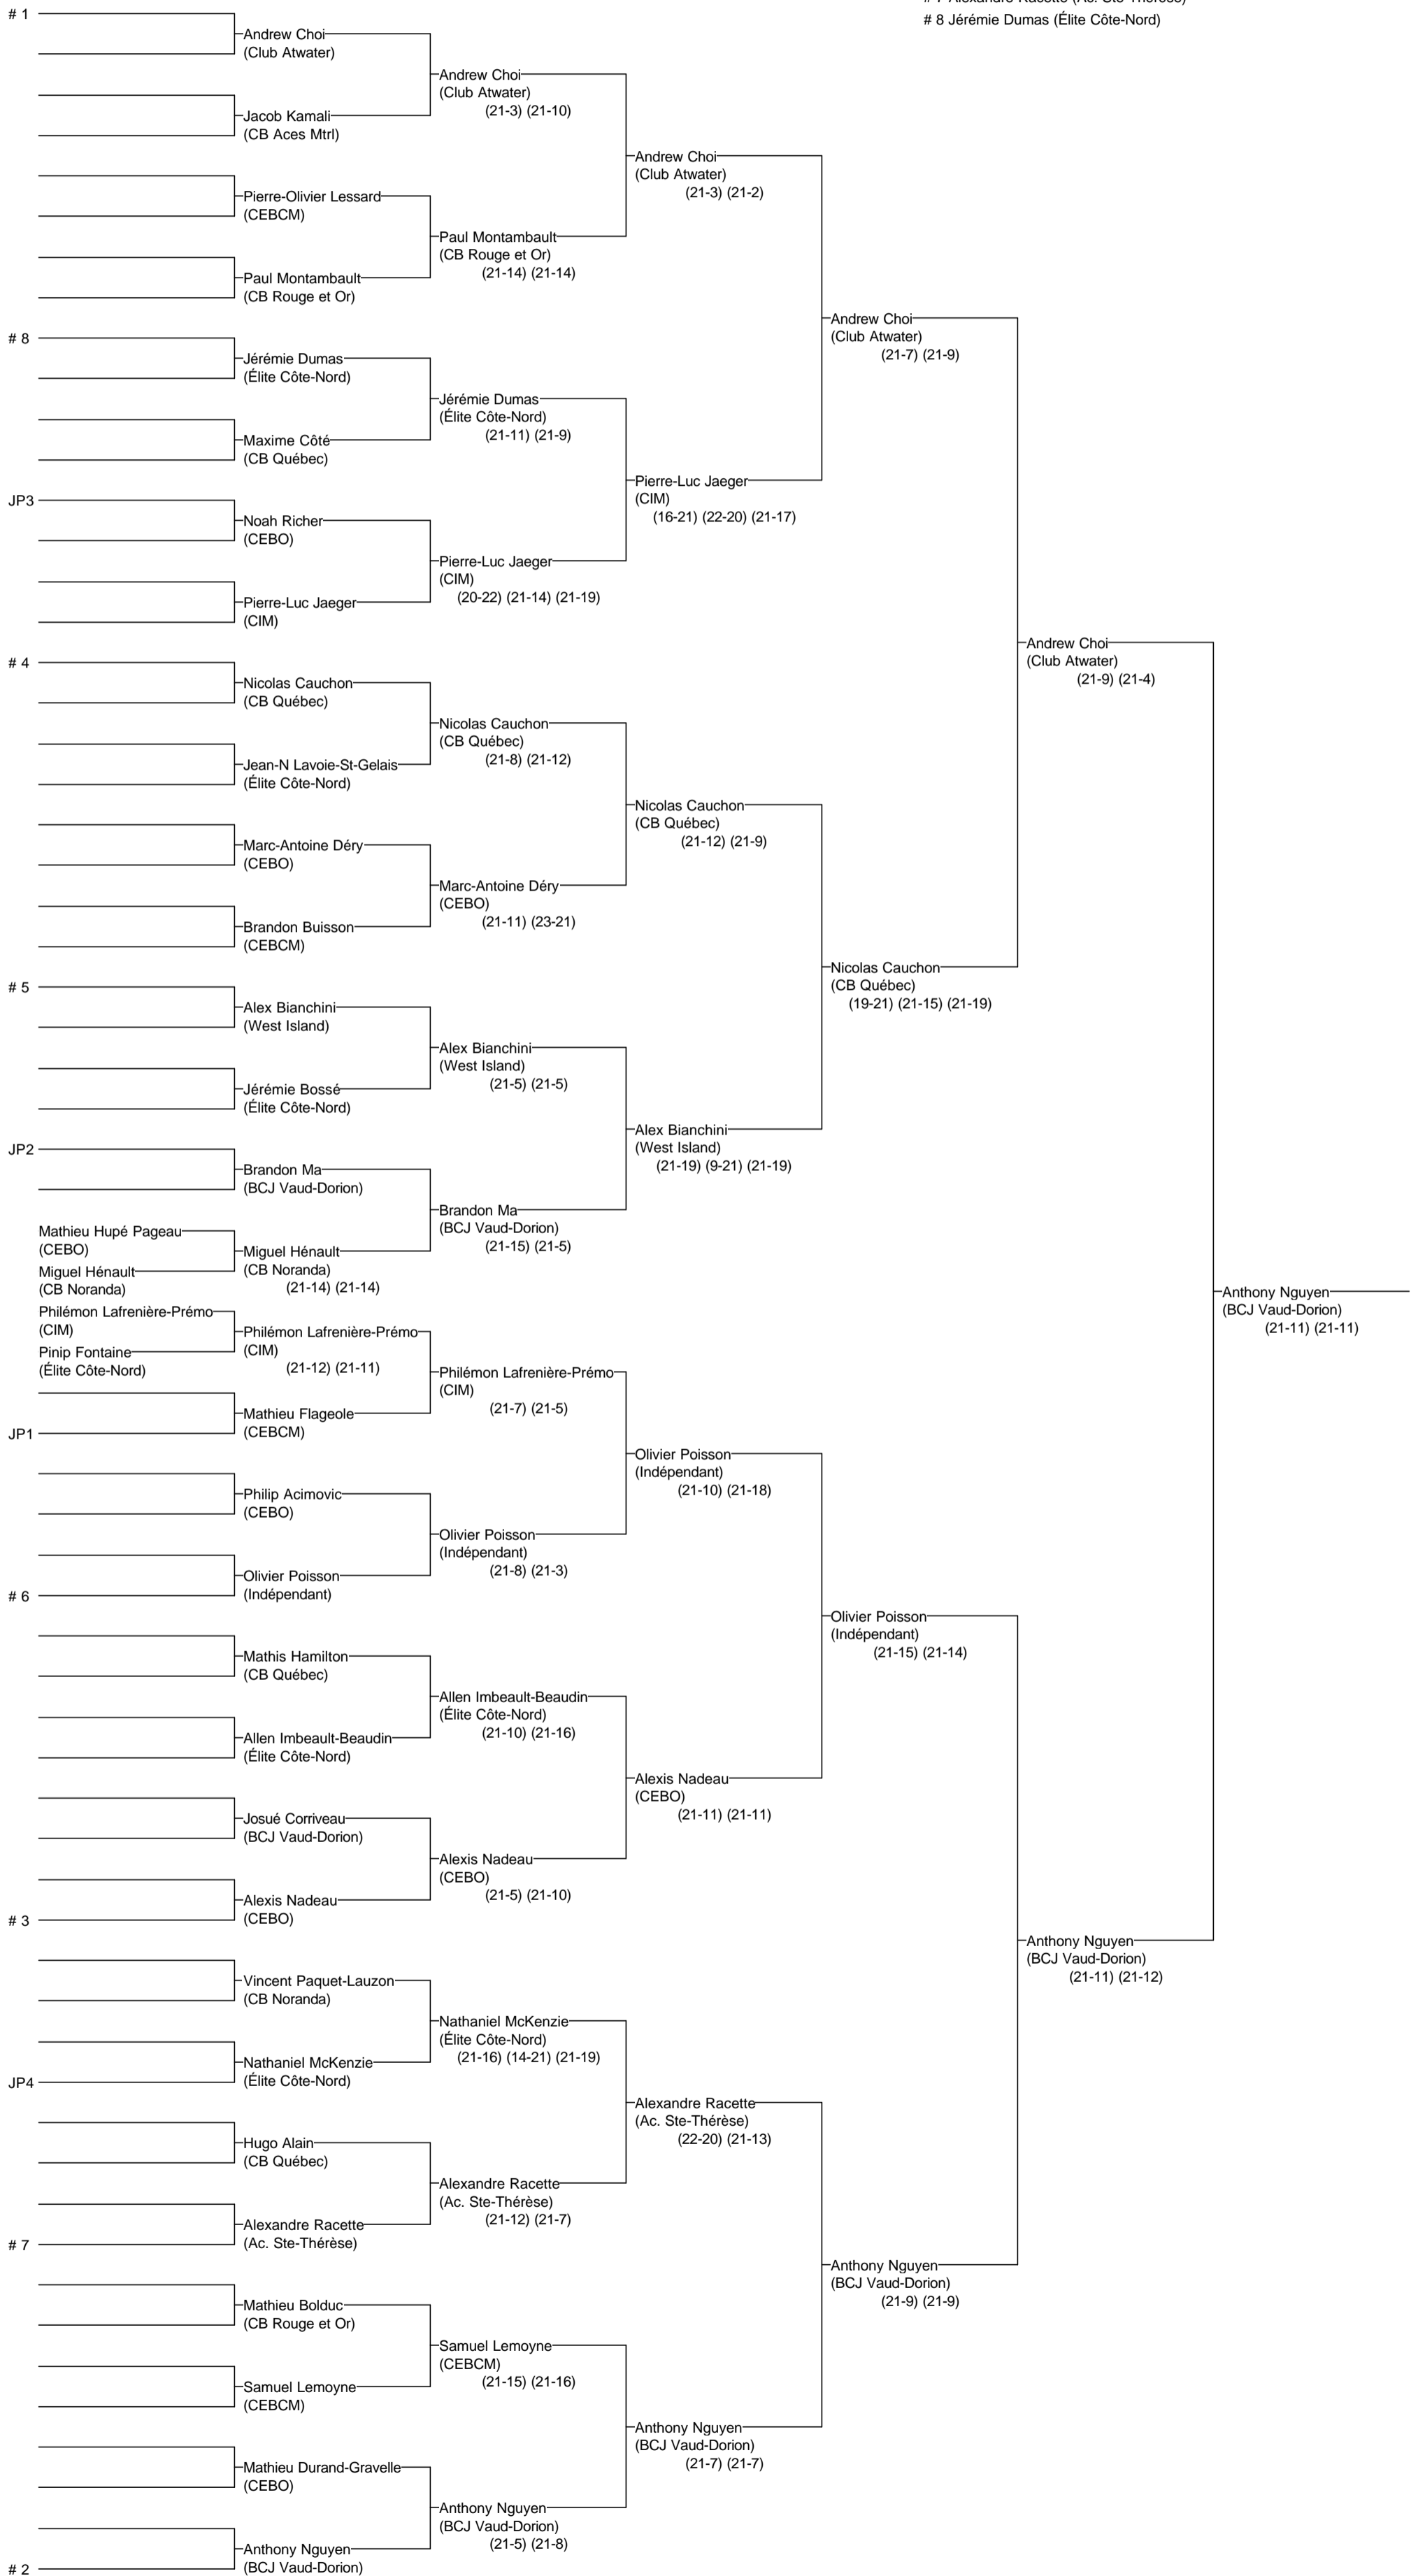 # 7 Alexandre Racette (Ac. Ste-Thérèse)
# 8 Jérémie Dumas (Élite Côte-Nord)
# 1
# 8
JP3
# 4
# 5
JP2
Mathieu Hupé Pageau
(CEBO)
Miguel Hénault
(CB Noranda)
Philémon Lafrenière-Prémo
(CIM)
Pinip Fontaine
(Élite Côte-Nord)
JP1
# 6
# 3
JP4
# 7
# 2
Andrew Choi
(Club Atwater)
Jacob Kamali
(CB Aces Mtrl)
Pierre-Olivier Lessard
(CEBCM)
Paul Montambault
(CB Rouge et Or)
Jérémie Dumas
(Élite Côte-Nord)
Maxime Côté
(CB Québec)
Noah Richer
(CEBO)
Pierre-Luc Jaeger
(CIM)
Nicolas Cauchon
(CB Québec)
Jean-N Lavoie-St-Gelais
(Élite Côte-Nord)
Marc-Antoine Déry
(CEBO)
Brandon Buisson
(CEBCM)
Alex Bianchini
(West Island)
Jérémie Bossé
(Élite Côte-Nord)
Brandon Ma
(BCJ Vaud-Dorion)
Miguel Hénault
(CB Noranda)
(21-14) (21-14)
Philémon Lafrenière-Prémo
(CIM)
(21-12) (21-11)
Mathieu Flageole
(CEBCM)
Philip Acimovic
(CEBO)
Olivier Poisson
(Indépendant)
Mathis Hamilton
(CB Québec)
Allen Imbeault-Beaudin
(Élite Côte-Nord)
Josué Corriveau
(BCJ Vaud-Dorion)
Alexis Nadeau
(CEBO)
Vincent Paquet-Lauzon
(CB Noranda)
Nathaniel McKenzie
(Élite Côte-Nord)
Hugo Alain
(CB Québec)
Alexandre Racette
(Ac. Ste-Thérèse)
Mathieu Bolduc
(CB Rouge et Or)
Samuel Lemoyne
(CEBCM)
Mathieu Durand-Gravelle
(CEBO)
Anthony Nguyen
(BCJ Vaud-Dorion)
Andrew Choi
(Club Atwater)
(21-3) (21-10)
Paul Montambault
(CB Rouge et Or)
(21-14) (21-14)
Jérémie Dumas
(Élite Côte-Nord)
(21-11) (21-9)
Pierre-Luc Jaeger
(CIM)
(20-22) (21-14) (21-19)
Nicolas Cauchon
(CB Québec)
(21-8) (21-12)
Marc-Antoine Déry
(CEBO)
(21-11) (23-21)
Alex Bianchini
(West Island)
(21-5) (21-5)
Brandon Ma
(BCJ Vaud-Dorion)
(21-15) (21-5)
Philémon Lafrenière-Prémo
(CIM)
(21-7) (21-5)
Olivier Poisson
(Indépendant)
(21-8) (21-3)
Allen Imbeault-Beaudin
(Élite Côte-Nord)
(21-10) (21-16)
Alexis Nadeau
(CEBO)
(21-5) (21-10)
Nathaniel McKenzie
(Élite Côte-Nord)
(21-16) (14-21) (21-19)
Alexandre Racette
(Ac. Ste-Thérèse)
(21-12) (21-7)
Samuel Lemoyne
(CEBCM)
(21-15) (21-16)
Anthony Nguyen
(BCJ Vaud-Dorion)
(21-5) (21-8)
Andrew Choi
(Club Atwater)
(21-3) (21-2)
Pierre-Luc Jaeger
(CIM)
(16-21) (22-20) (21-17)
Nicolas Cauchon
(CB Québec)
(21-12) (21-9)
Alex Bianchini
(West Island)
(21-19) (9-21) (21-19)
Olivier Poisson
(Indépendant)
(21-10) (21-18)
Alexis Nadeau
(CEBO)
(21-11) (21-11)
Alexandre Racette
(Ac. Ste-Thérèse)
(22-20) (21-13)
Anthony Nguyen
(BCJ Vaud-Dorion)
(21-7) (21-7)
Andrew Choi
(Club Atwater)
(21-7) (21-9)
Nicolas Cauchon
(CB Québec)
(19-21) (21-15) (21-19)
Olivier Poisson
(Indépendant)
(21-15) (21-14)
Anthony Nguyen
(BCJ Vaud-Dorion)
(21-9) (21-9)
Andrew Choi
(Club Atwater)
(21-9) (21-4)
Anthony Nguyen
(BCJ Vaud-Dorion)
(21-11) (21-12)
Anthony Nguyen
(BCJ Vaud-Dorion)
(21-11) (21-11)